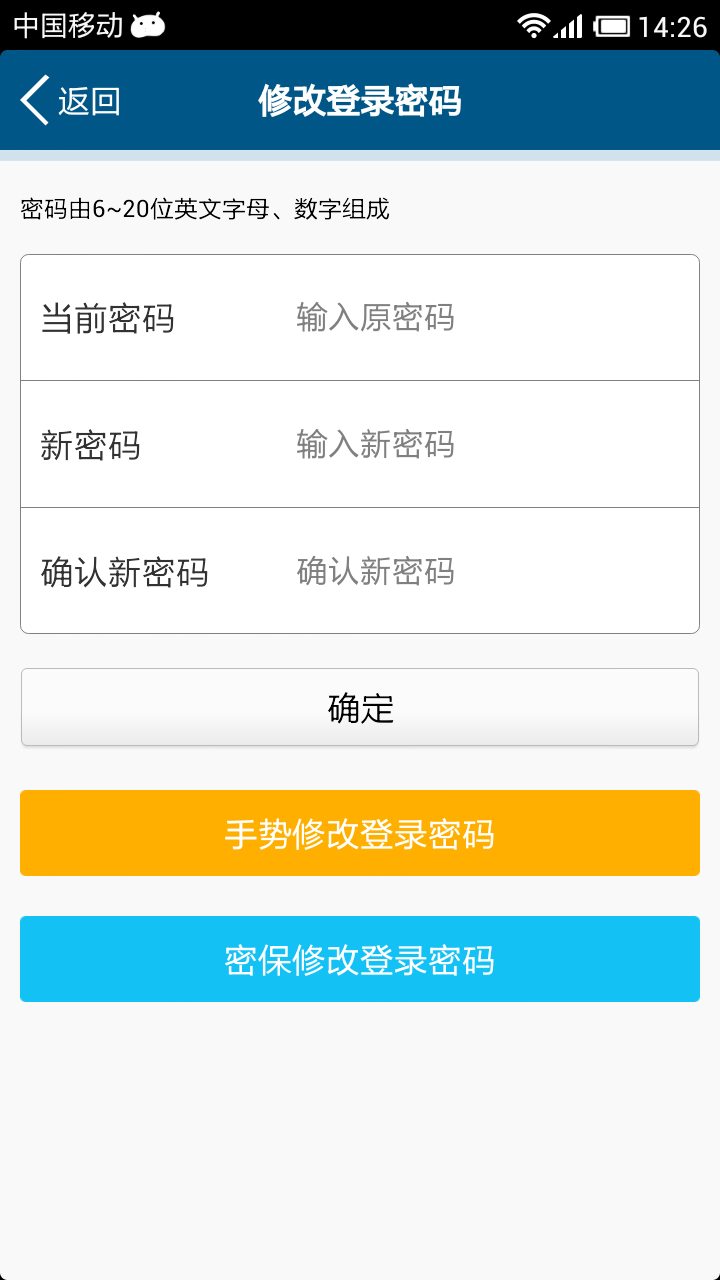 中国移动 14:26
返回 修改登录密码
密码由6~20位英文字母、数字组成
当前密码 输入原密码
新密码 输入新密码
确认新密码 确认新密码
确定
手势修改登录密码
密保修改登录密码